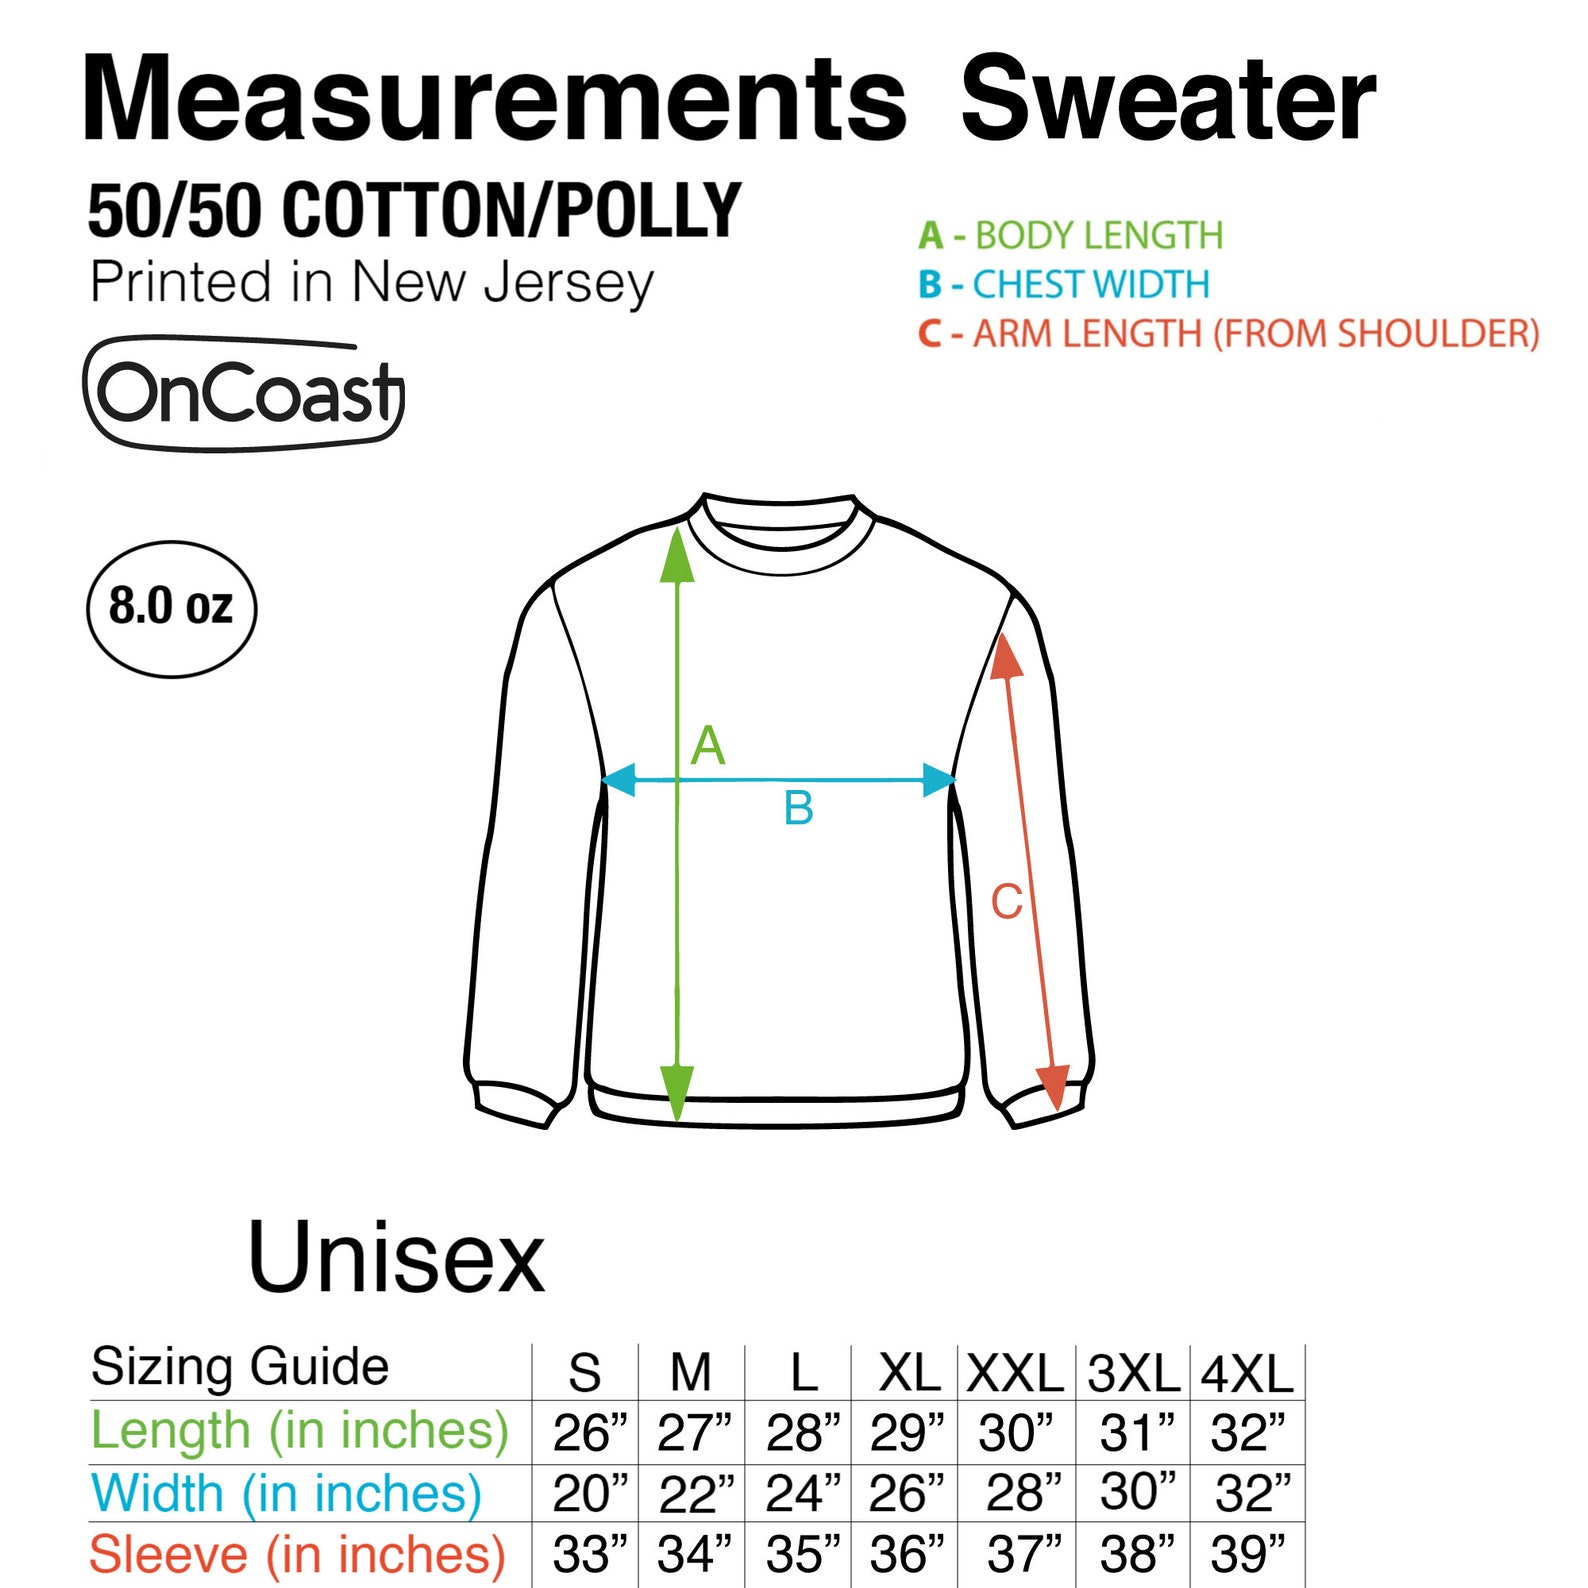 Measurements Sweater
50/50 COTTON/POLLY
Printed in New Jersey
A - BODY LENGTH
B - CHEST WIDTH
C - ARM LENGTH (FROM SHOULDER)
OnCoast
8.0 oz
A
B
C
Unisex
Sizing Guide S M L XL XXL 3XL 4XL
Length (in inches) 26” 27” 28” 29” 30” 31” 32”
Width (in inches) 20” 22” 24” 26” 28” 30” 32”
Sleeve (in inches) 33” 34” 35” 36” 37” 38” 39”